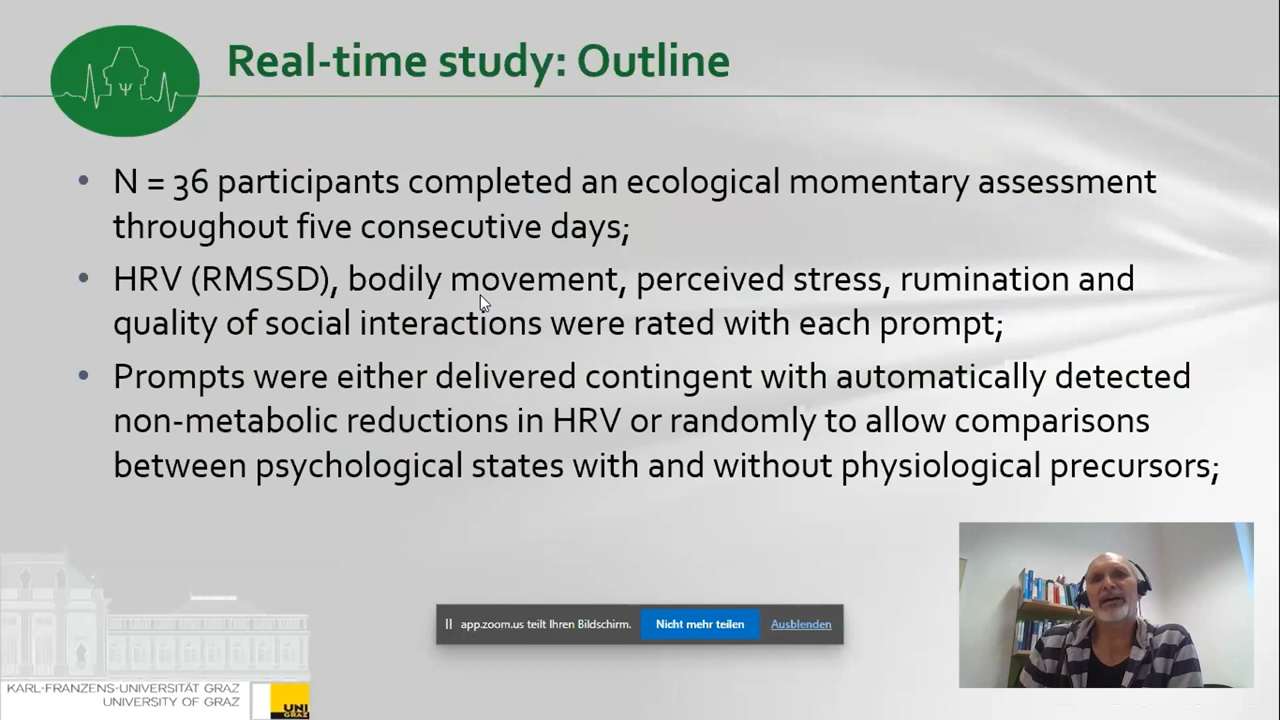 Real-time study: Outline
• N = 36 participants completed an ecological momentary assessment
throughout five consecutive days;
• HRV (RMSSD), bodily movement, perceived stress, rumination and
quality of social interactions were rated with each prompt;
• Prompts were either delivered contingent with automatically detected
non-metabolic reductions in HRV or randomly to allow comparisons
between psychological states with and without physiological precursors;
app.zoom.us teilt Ihren Bildschirm. Nicht mehr teilen Ausblenden
KARL-FRANZENS-UNIVERSITÄT GRAZ
UNIVERSITY OF GRAZ
UNI
GRAZ